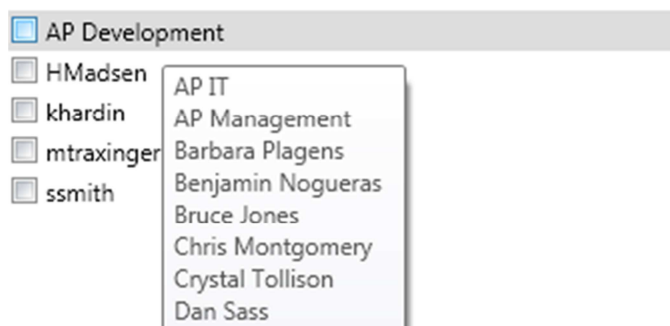 AP Development
HMadsen
khardin
mtraxinger
ssmith
AP IT
AP Management
Barbara Plagens
Benjamin Nogueras
Bruce Jones
Chris Montgomery
Crystal Tollison
Dan Sass